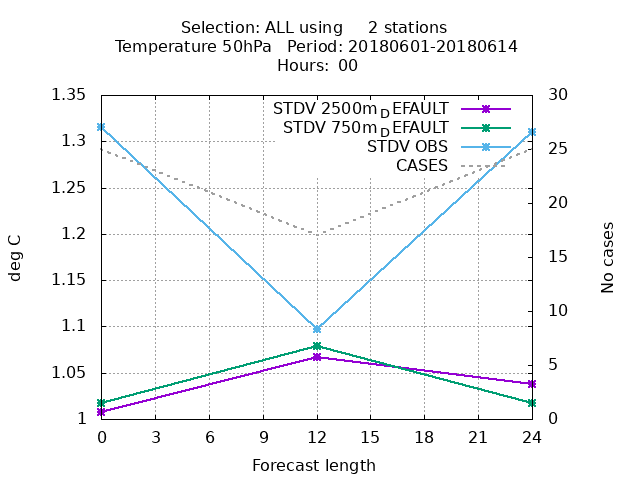 Selection: ALL using     2 stations
Temperature 50hPa   Period: 20180601-20180614
Hours:  00
1.35
1.3
1.25
1.2
1.15
1.1
1.05
1
deg C
STDV 2500m_DEFAULT
STDV 750m_DEFAULT
STDV OBS
CASES
30
25
20
15
10
5
0
No cases
0 3 6 9 12 15 18 21 24
Forecast length